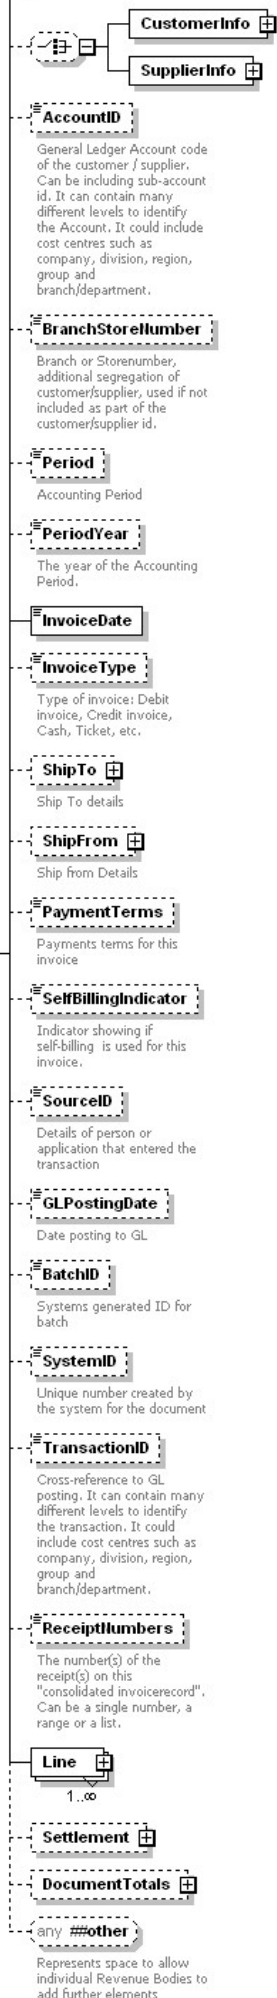 CustomerInfo
SupplierInfo
AccountID
General Ledger Account code
of the customer / supplier.
Can be including sub-account
id. It can contain many
different levels to identify
the Account. It could include
cost centres such as
company, division, region,
group and
branch/department.
BranchStoreNumber
Branch or Storenumber,
additional segregation of
customer/supplier, used if not
included as part of the
customer/supplier id.
Period
Accounting Period
PeriodYear
The year of the Accounting
Period.
InvoiceDate
InvoiceType
Type of invoice: Debit
invoice, Credit invoice,
Cash, Ticket, etc.
ShipTo
Ship To details
ShipFrom
Ship from Details
PaymentTerms
Payments terms for this
invoice
SelfBillingIndicator
Indicator showing if
self-billing is used for this
invoice.
SourceID
Details of person or
application that entered the
transaction
GLPostingDate
Date posting to GL
BatchID
Systems generated ID for
batch
SystemID
Unique number created by
the system for the document
TransactionID
Cross-reference to GL
posting. It can contain many
different levels to identify
the transaction. It could
include cost centres such as
company, division, region,
group and
branch/department.
ReceiptNumbers
The number(s) of the
receipt(s) on this
"consolidated invoicerecord".
Can be a single number, a
range or a list.
Line
1..∞
Settlement
DocumentTotals
any ##other
Represents space to allow
individual Revenue Bodies to
add further elements